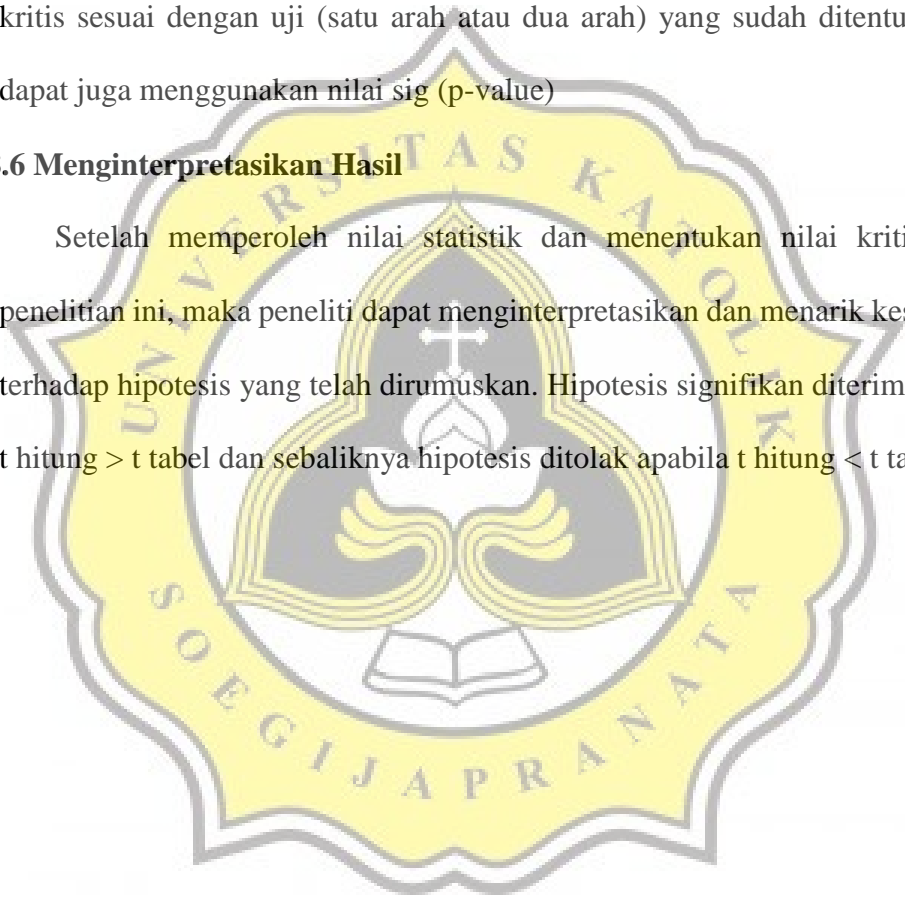 kritis sesuai dengan uji (satu arah atau dua arah) yang sudah ditentu
dapat juga menggunakan nilai sig (p-value)
.6 Menginterpretasikan Hasil
Setelah memperoleh nilai statistik dan menentukan nilai kriti
penelitian ini, maka peneliti dapat menginterpretasikan dan menarik kes
terhadap hipotesis yang telah dirumuskan. Hipotesis signifikan diterim
t hitung > t tabel dan sebaliknya hipotesis ditolak apabila t hitung < t ta
UNIVERSITAS KATOLIK
SOEGIJAPRANATA